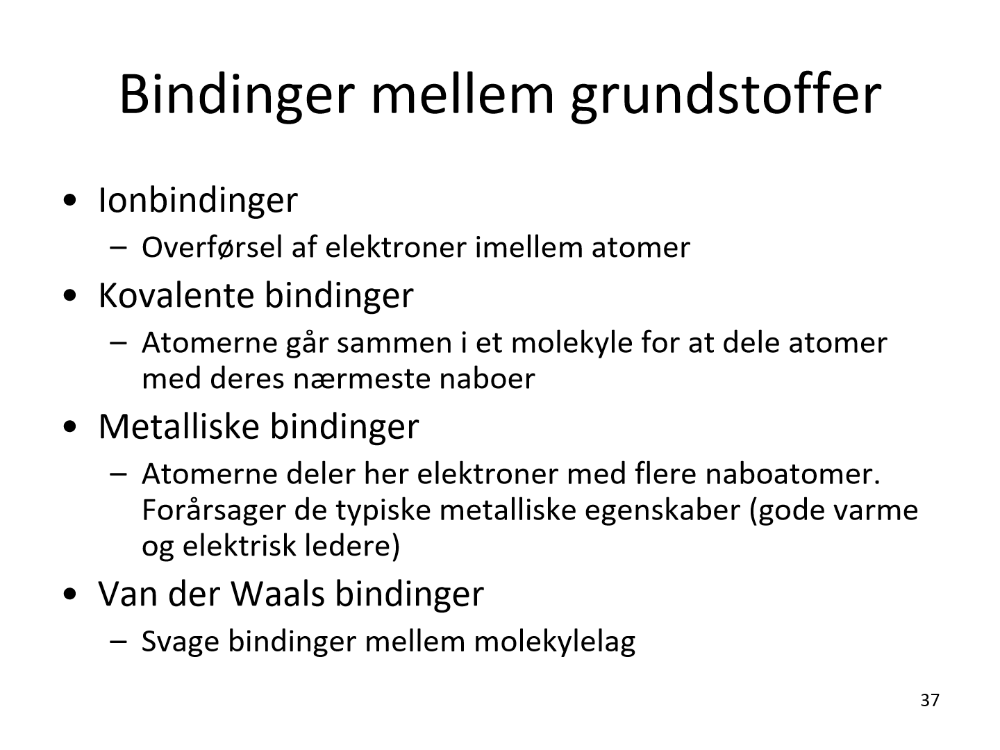 Bindinger mellem grundstoffer
• Ionbindinger
– Overførsel af elektroner imellem atomer
• Kovalente bindinger
– Atomerne går sammen i et molekyle for at dele atomer
med deres nærmeste naboer
• Metalliske bindinger
– Atomerne deler her elektroner med flere naboatomer.
Forårsager de typiske metalliske egenskaber (gode varme
og elektrisk ledere)
• Van der Waals bindinger
– Svage bindinger mellem molekylelag
37